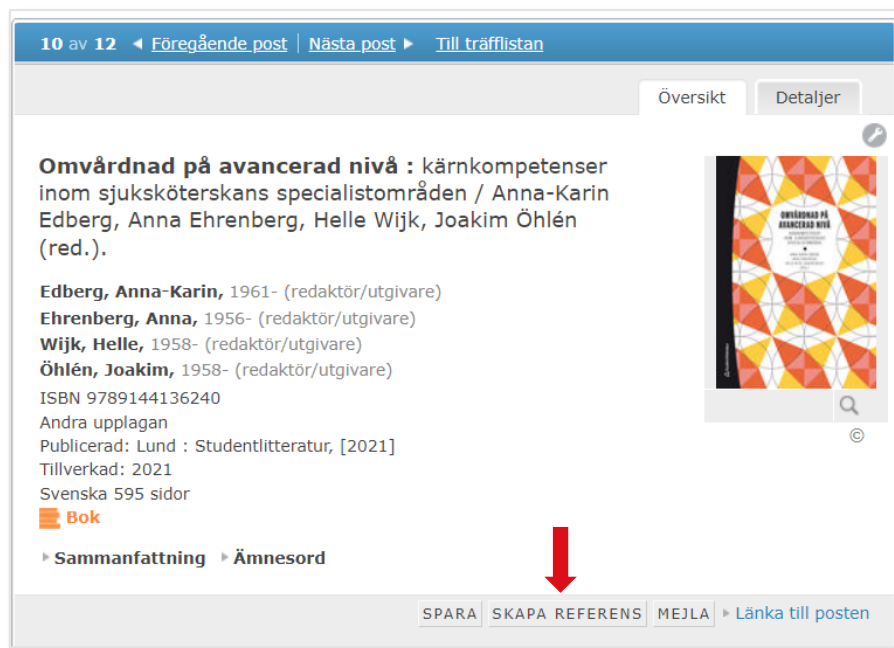 10 av 12 ◄ Föregående post | Nästa post ► Till träfflistan
Översikt Detaljer
Omvårdnad på avancerad nivå : kärnkompetenser
inom sjuksköterskans specialistområden / Anna-Karin
Edberg, Anna Ehrenberg, Helle Wijk, Joakim Öhlén
(red.).
OMVÅRDNAD PÅ
AVANCERAD NIVÅ
Edberg, Anna-Karin, 1961- (redaktör/utgivare)
Ehrenberg, Anna, 1956- (redaktör/utgivare)
Wijk, Helle, 1958- (redaktör/utgivare)
Öhlén, Joakim, 1958- (redaktör/utgivare)
ISBN 9789144136240
Andra upplagan
Publicerad: Lund : Studentlitteratur, [2021]
Tillverkad: 2021
Svenska 595 sidor
Bok
©
Sammanfattning Ämnesord
SPARA SKAPA REFERENS MEJLA Länka till posten